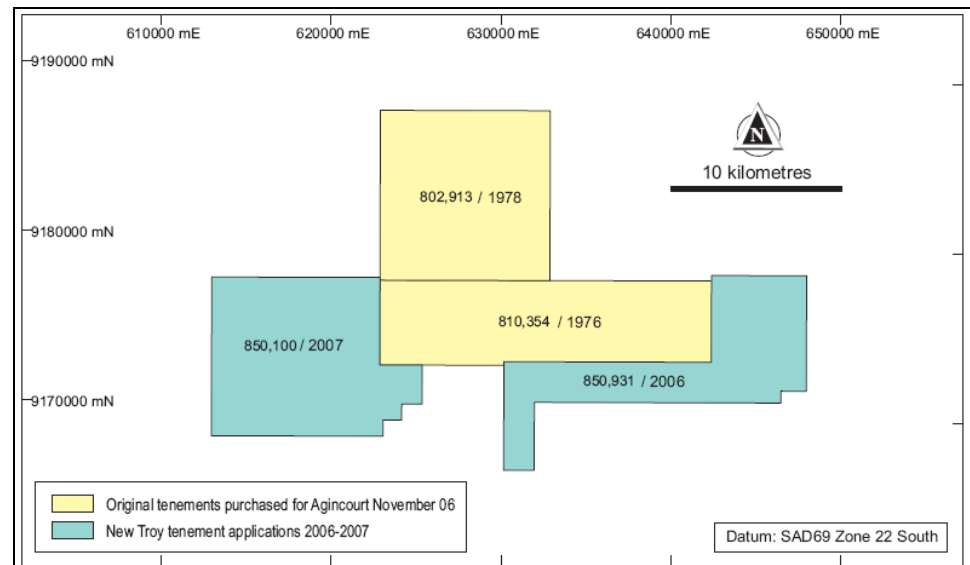 610000 mE 620000 mE 630000 mE 640000 mE 650000 mE
9190000 mN
N
10 kilometres
802,913 / 1978
9180000 mN
810,354 / 1976
850,100 / 2007
850,931 / 2006
9170000 mN
Original tenements purchased for Agincourt November 06
New Troy tenement applications 2006-2007
Datum: SAD69 Zone 22 South